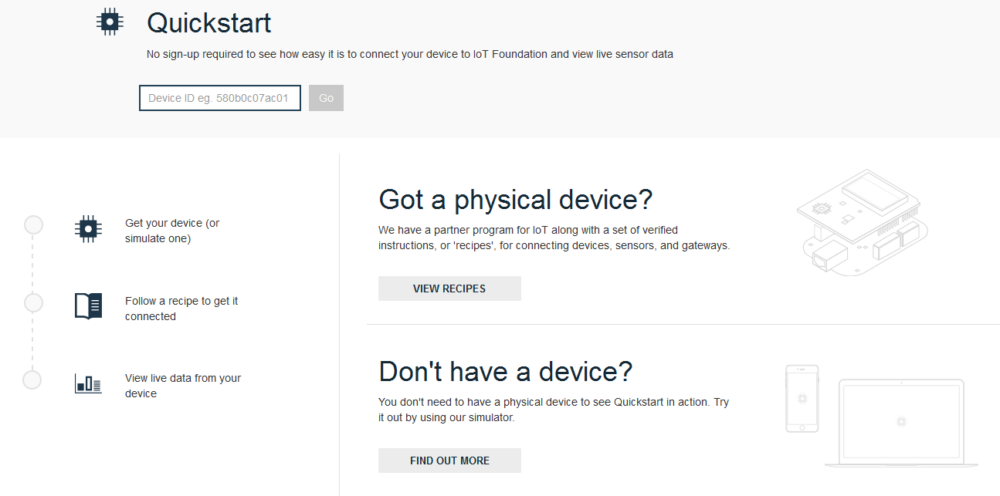 Quickstart
No sign-up required to see how easy it is to connect your device to IoT Foundation and view live sensor data
Device ID eg. 580b0c07ac01
Go
Get your device (or
simulate one)
Follow a recipe to get it
connected
View live data from your
device
Got a physical device?
We have a partner program for IoT along with a set of verified
instructions, or 'recipes', for connecting devices, sensors, and gateways.
VIEW RECIPES
Don't have a device?
You don't need to have a physical device to see Quickstart in action. Try
it out by using our simulator.
FIND OUT MORE